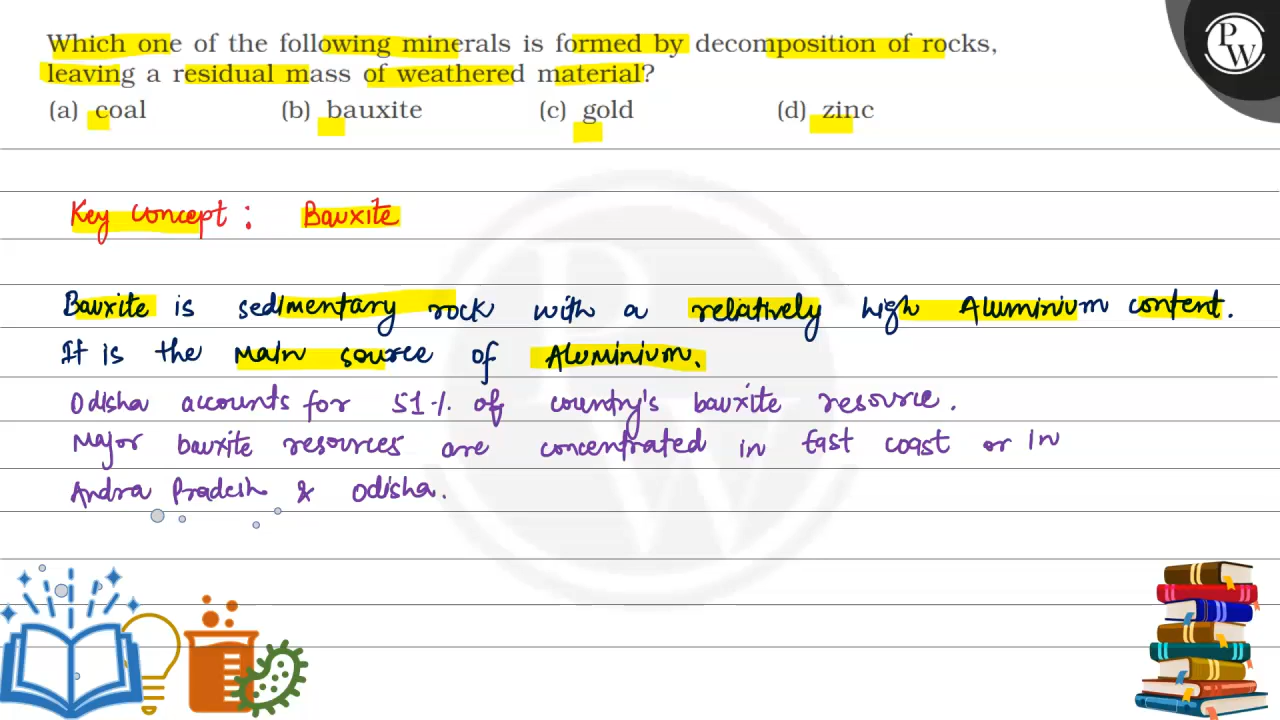 Which one of the following minerals is formed by decomposition of rocks,
leaving a residual mass of weathered material?
(a) coal (b) bauxite (c) gold (d) zinc
Key concept : Bauxite
Bauxite is sedimentary rock with a relatively high Aluminium content.
It is the main source of Aluminium.
Odisha accounts for 51% of country's bauxite resource.
Major bauxite resources are concentrated in East coast or in
Andra Pradesh & Odisha.
PW
PW